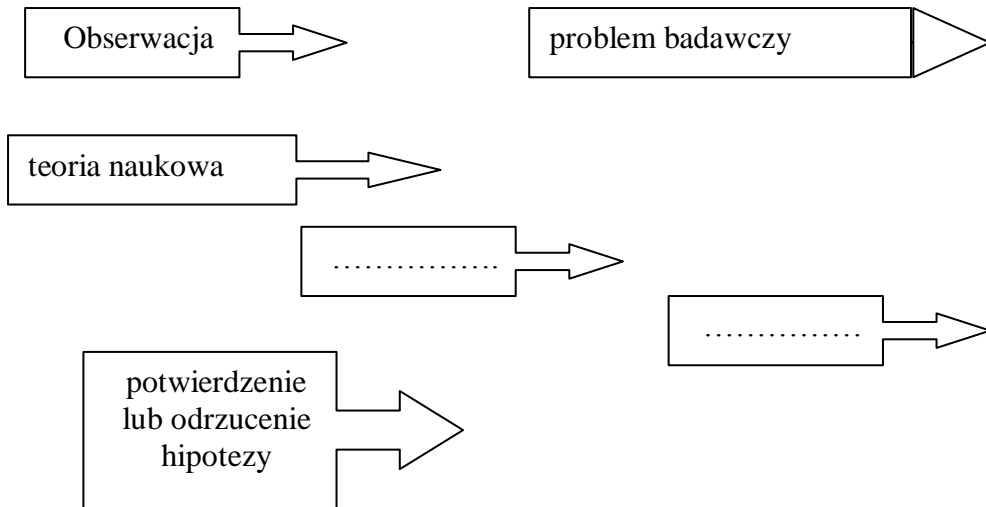 Obserwacja
problem badawczy
teoria naukowa
................
...............
potwierdzenie
lub odrzucenie
hipotezy